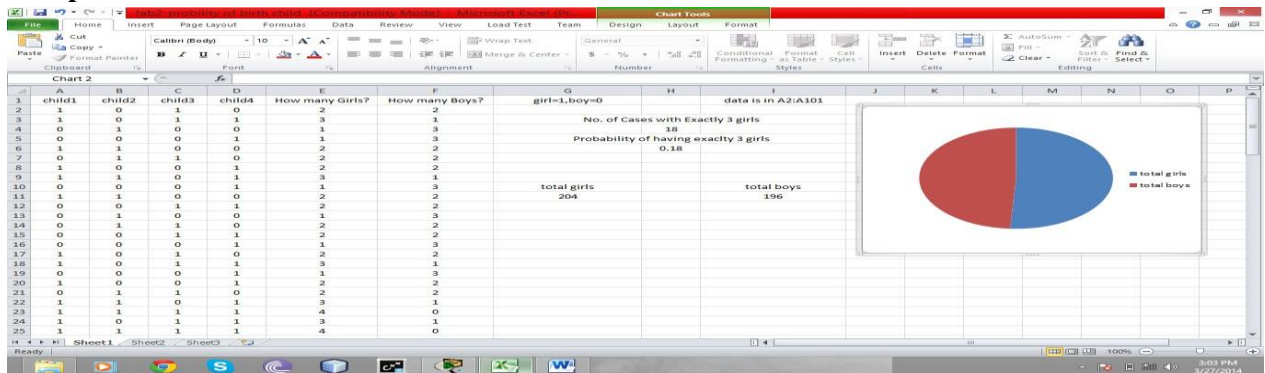 lab2-probility of birth child [Compatibility Mode] - Microsoft Excel (Pr... Chart Tools
File Home Insert Page Layout Formulas Data Review View Load Test Team Design Layout Format
Cut
Copy
Format Painter
Paste
Calibri (Body) 10
B I U
Wrap Text
Merge & Center
General
$ %
Conditional Formatting Format as Table Cell Styles
Insert Delete Format
AutoSum
Fill
Clear
Sort & Filter Find & Select
Clipboard Font Alignment Number Styles Cells Editing
Chart 2 fx
A B C D E F G H I J K L M N O P
1 child1 child2 child3 child4 How many Girls? How many Boys? girl=1,boy=0 data is in A2:A101
2 1 0 1 0 2 2
3 1 0 1 1 3 1 No. of Cases with Exactly 3 girls
4 0 1 0 0 1 3 18
5 0 0 0 1 1 3 Probability of having exaclty 3 girls
6 1 1 0 0 2 2 0.18
7 0 1 1 0 2 2
8 1 0 0 1 2 2
9 1 1 0 1 3 1
10 0 0 0 1 1 3 total girls total boys
11 1 1 0 0 2 2 204 196
12 0 0 1 1 2 2
13 0 1 0 0 1 3
14 0 1 1 0 2 2
15 0 0 1 1 2 2
16 0 0 0 1 1 3
17 1 0 1 0 2 2
18 1 0 1 1 3 1
19 0 0 0 1 1 3
20 1 0 0 1 2 2
21 0 1 1 0 2 2
22 1 1 0 1 3 1
23 1 1 1 1 4 0
24 1 0 1 1 3 1
25 1 1 1 1 4 0
total girls
total boys
Sheet1 Sheet2 Sheet3
Ready 100%
3:03 PM
3/27/2014